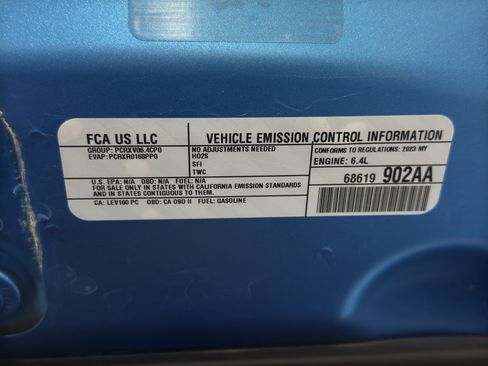 FCA US LLC
VEHICLE EMISSION CONTROL INFORMATION
GROUP: PCRXV06.4CP0
EVAP: PCRXR0168PP0
NO ADJUSTMENTS NEEDED
HO2S
SFI
TWC
CONFORMS TO REGULATIONS: 2023 MY
ENGINE: 6.4L
U.S. EPA: N/A OBD: N/A FUEL: N/A
FOR SALE ONLY IN STATES WITH CALIFORNIA EMISSION STANDARDS
AND IN STATES CONTIGUOUS TO THEM.
CA: LEV160 PC OBD: CA OBD II FUEL: GASOLINE
68619 902AA